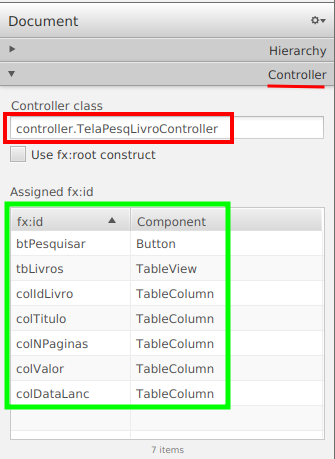 Document
Hierarchy
Controller
Controller class
controller.TelaPesqLivroController
Use fx:root construct
Assigned fx:id
fx:id Component
btPesquisar Button
tbLivros TableView
colIdLivro TableColumn
colTitulo TableColumn
colNPaginas TableColumn
colValor TableColumn
colDataLanc TableColumn
7 items